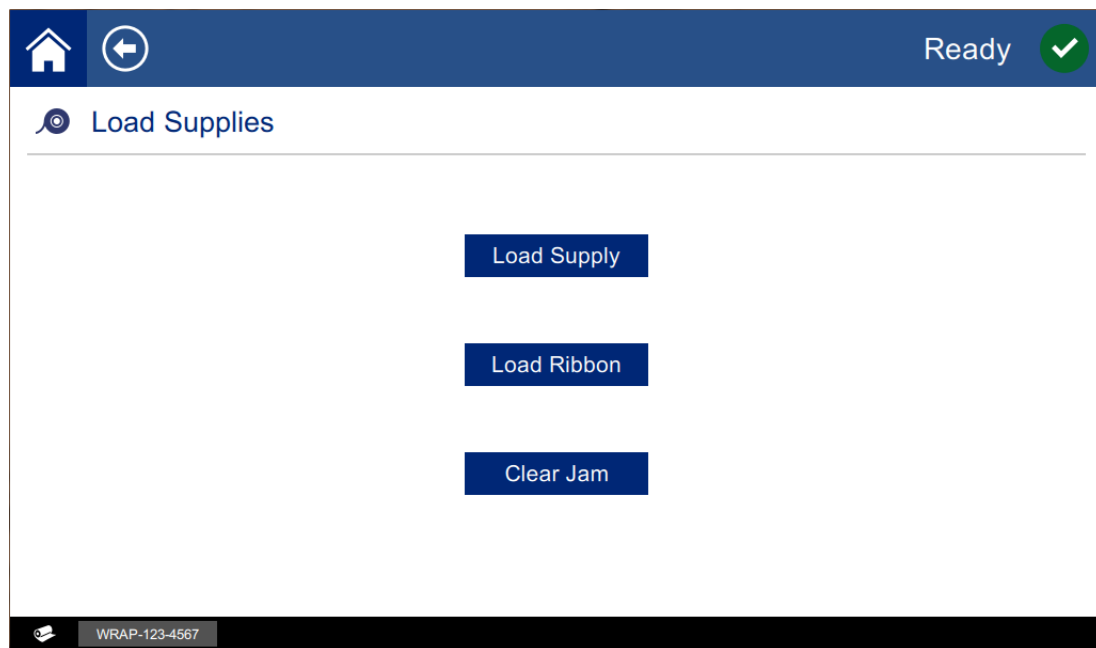 Ready
Load Supplies
Load Supply
Load Ribbon
Clear Jam
WRAP-123-4567